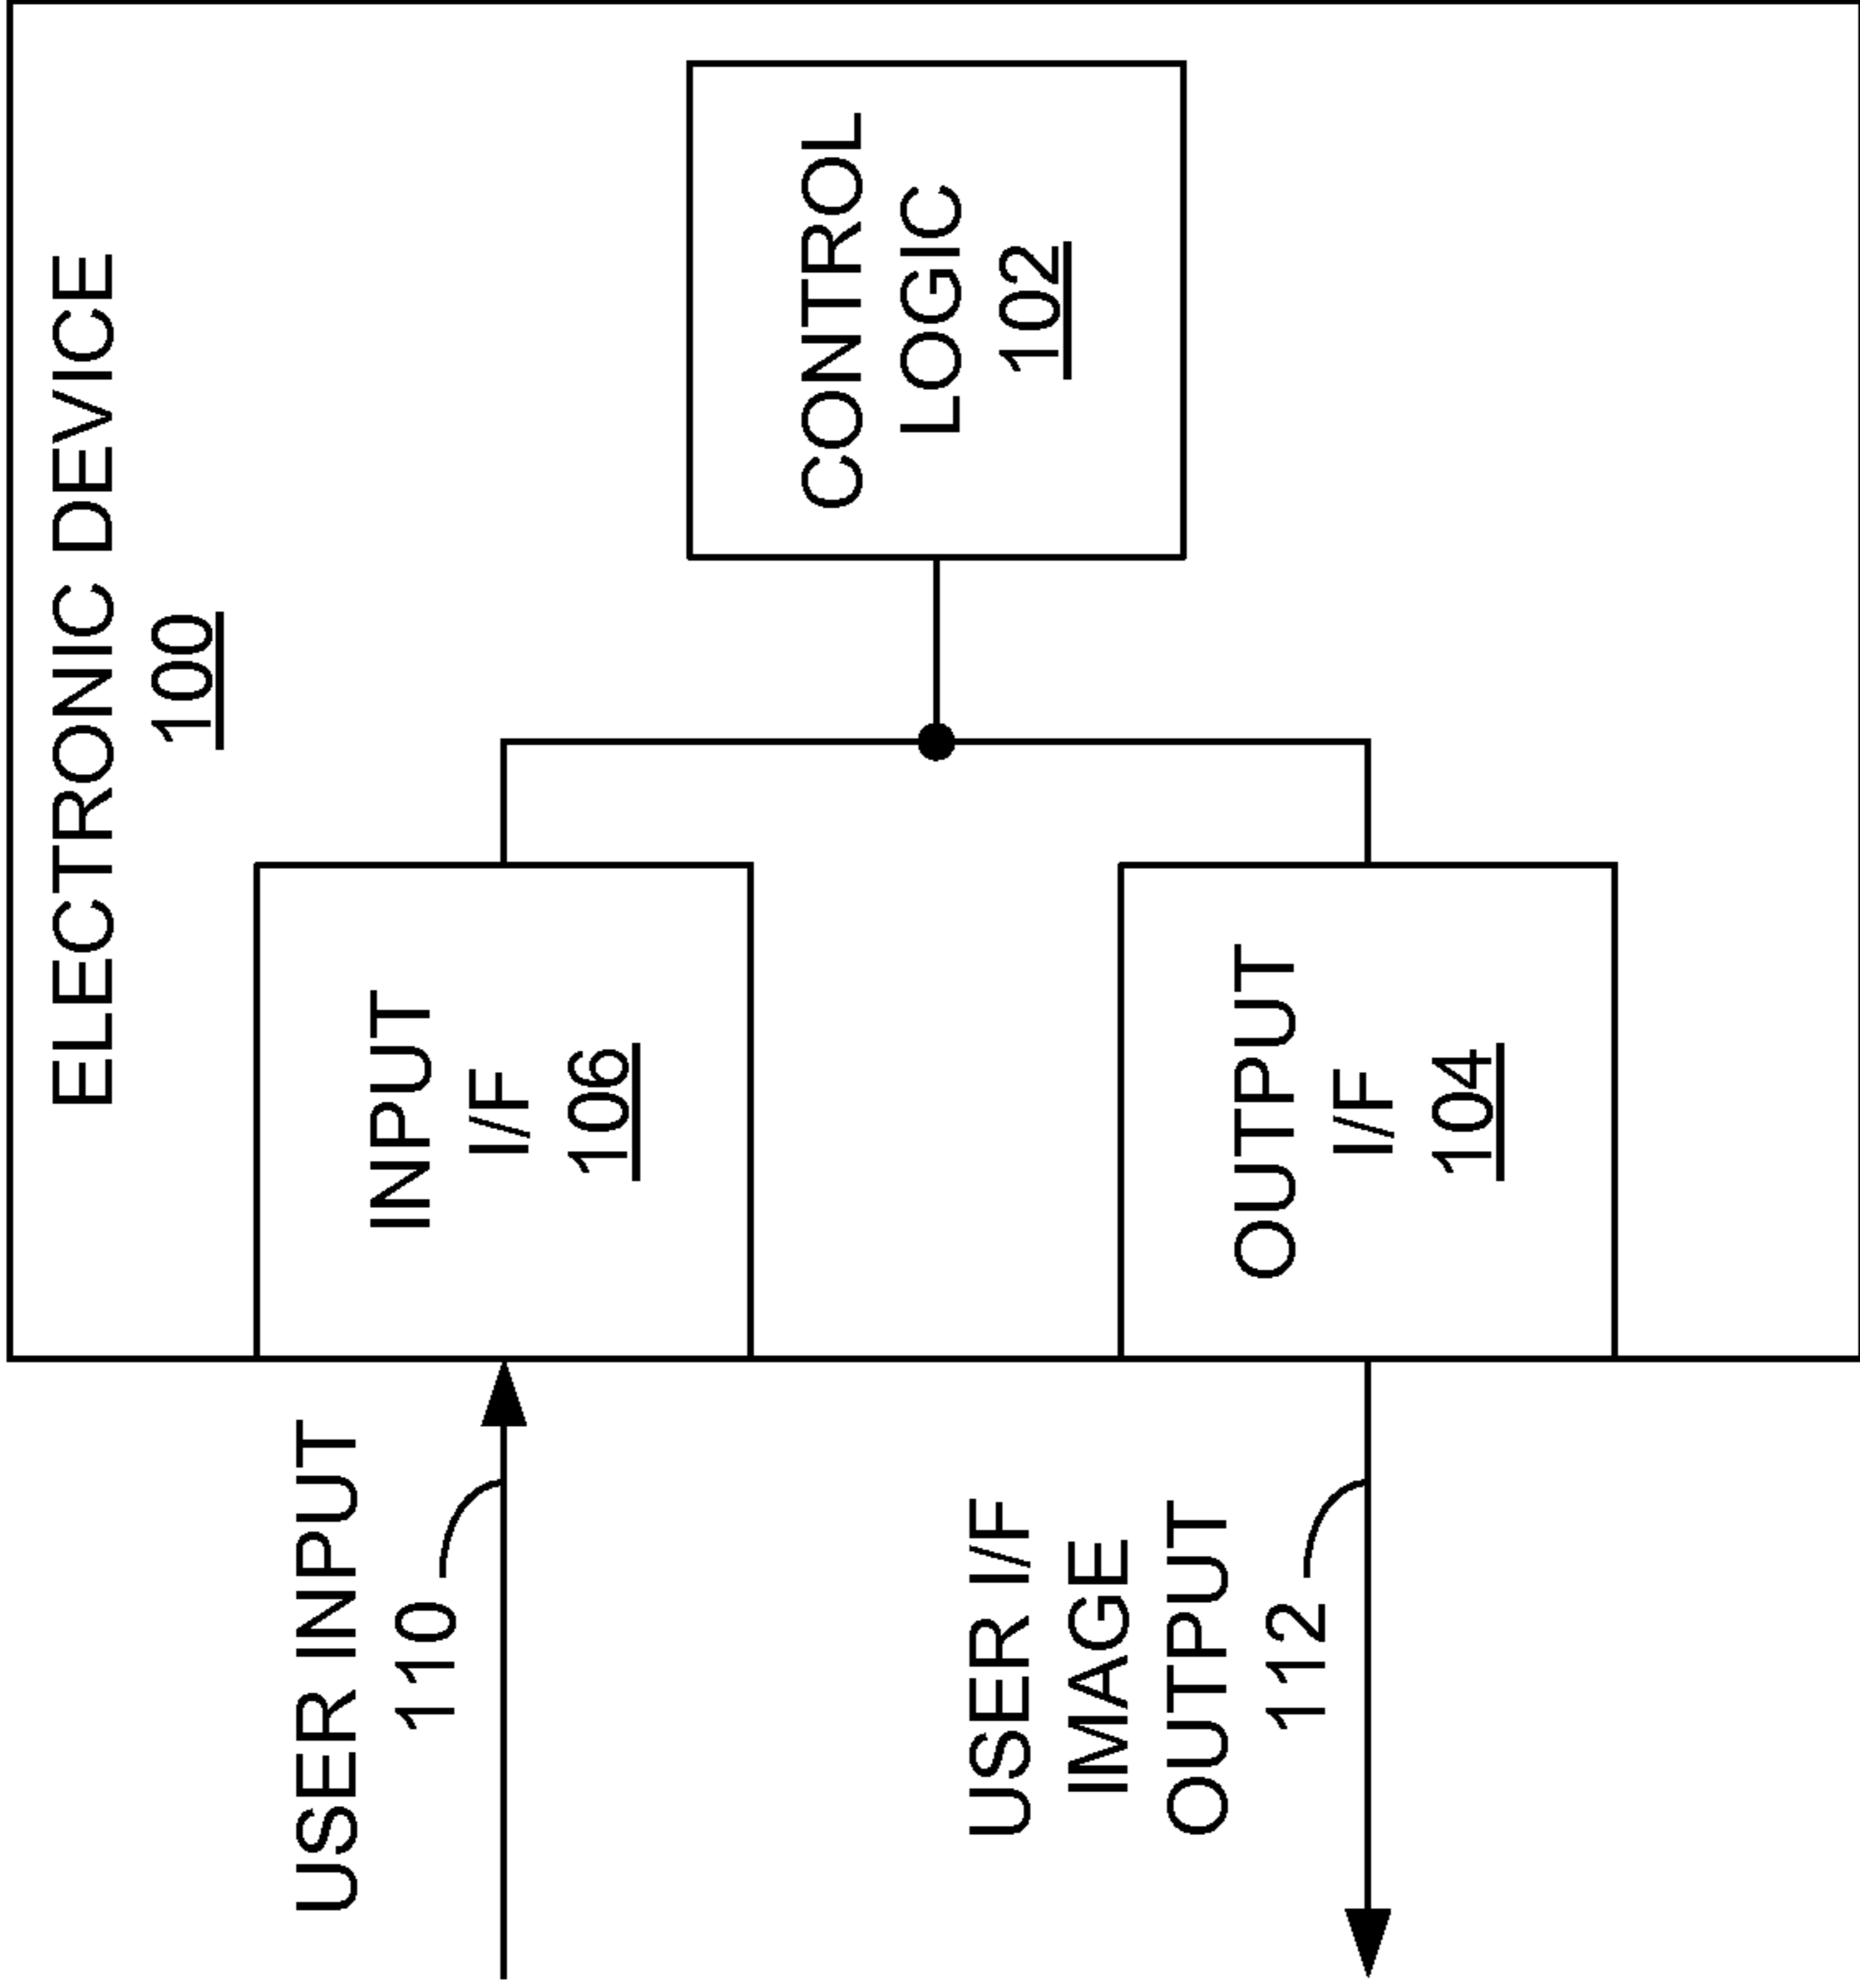 ELECTRONIC DEVICE
100
USER INPUT
110
INPUT
I/F
106
CONTROL
LOGIC
102
USER I/F
IMAGE
OUTPUT
112
OUTPUT
I/F
104